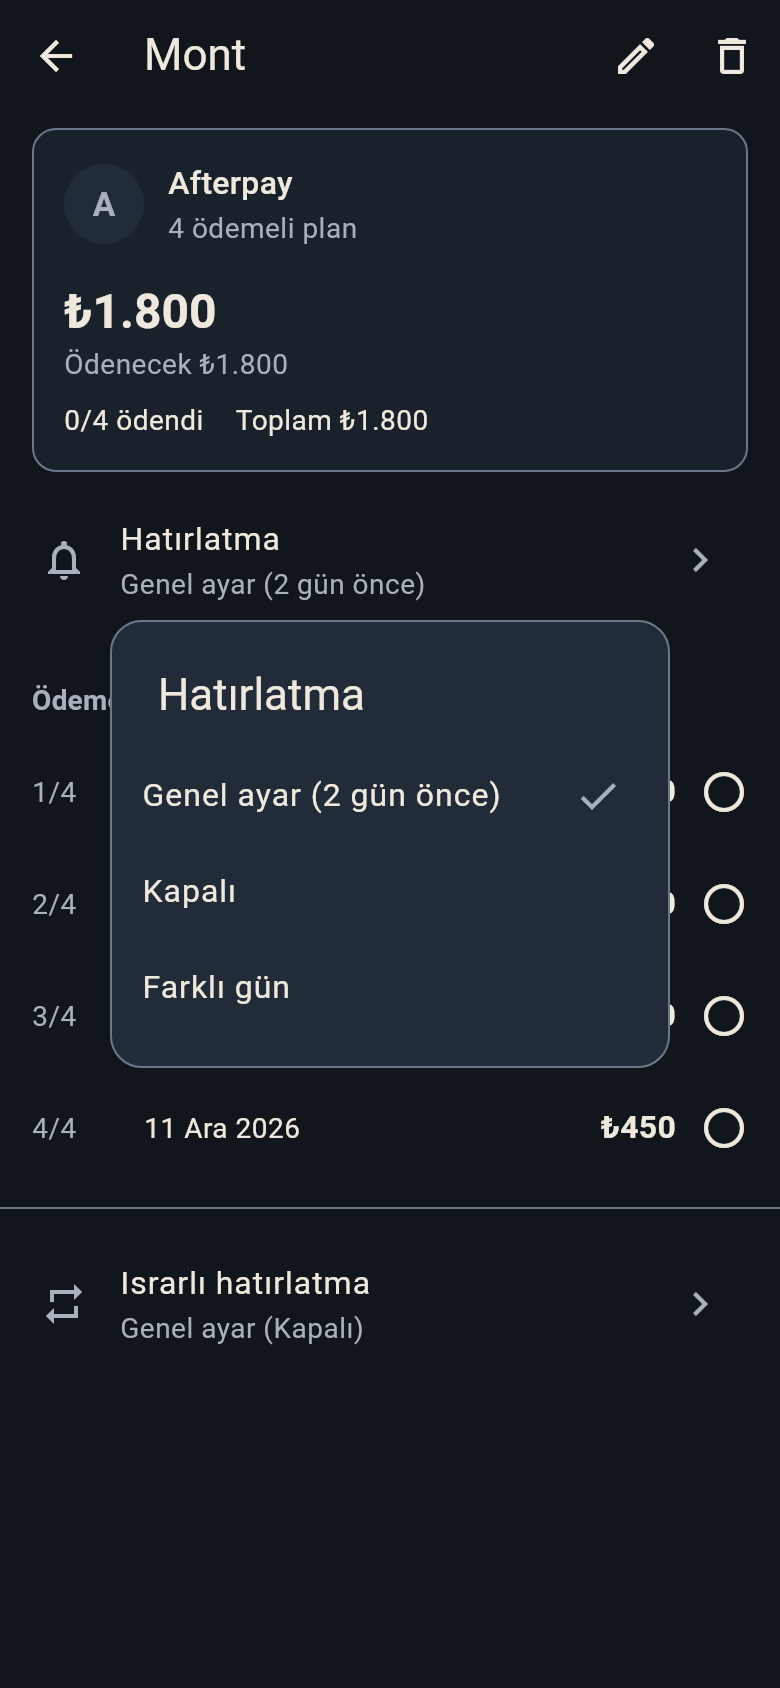 Mont
A
Afterpay
4 ödemeli plan
₺1.800
Ödenecek ₺1.800
0/4 ödendi Toplam ₺1.800
Hatırlatma
Genel ayar (2 gün önce)
Hatırlatma
Genel ayar (2 gün önce)
Kapalı
Farklı gün
1/4
2/4
3/4
4/4 11 Ara 2026 ₺450
Israrlı hatırlatma
Genel ayar (Kapalı)